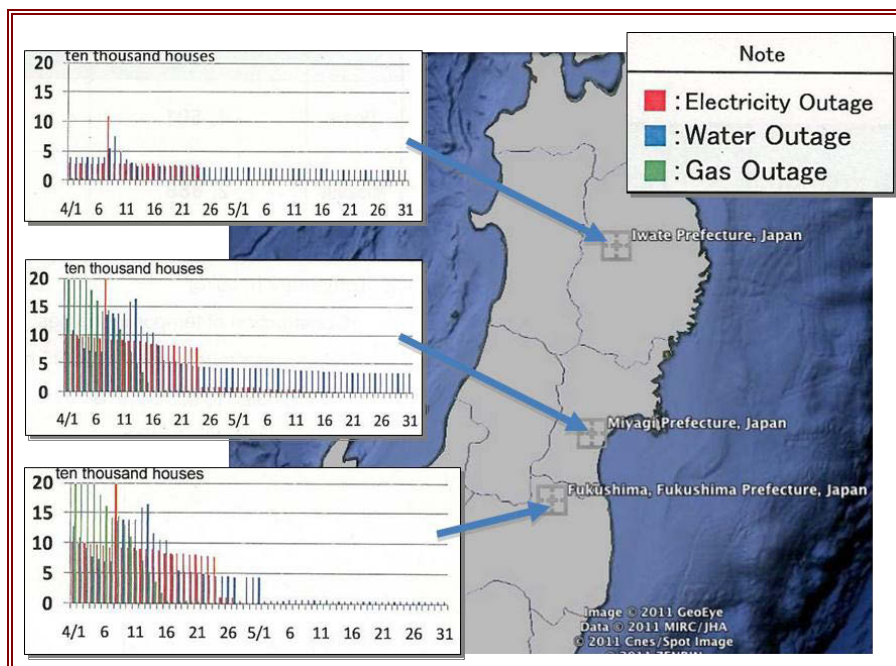 ten thousand houses
20
15
10
5
0
4/1 6 11 16 21 26 5/1 6 11 16 21 26 31
ten thousand houses
20
15
10
5
0
4/1 6 11 16 21 26 5/1 6 11 16 21 26 31
ten thousand houses
20
15
10
5
0
4/1 6 11 16 21 26 5/1 6 11 16 21 26 31
Note
: Electricity Outage
: Water Outage
: Gas Outage
Iwate Prefecture, Japan
Miyagi Prefecture, Japan
Fukushima, Fukushima Prefecture, Japan
Image © 2011 GeoEye
Data © 2011 MIRC/JHA
© 2011 Cnes/Spot Image